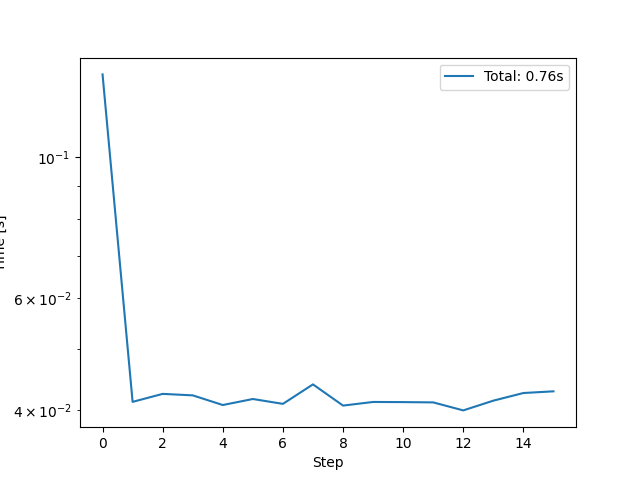 Total: 0.76s
10⁻¹
6 × 10⁻²
4 × 10⁻²
[s]
0 2 4 6 8 10 12 14
Step